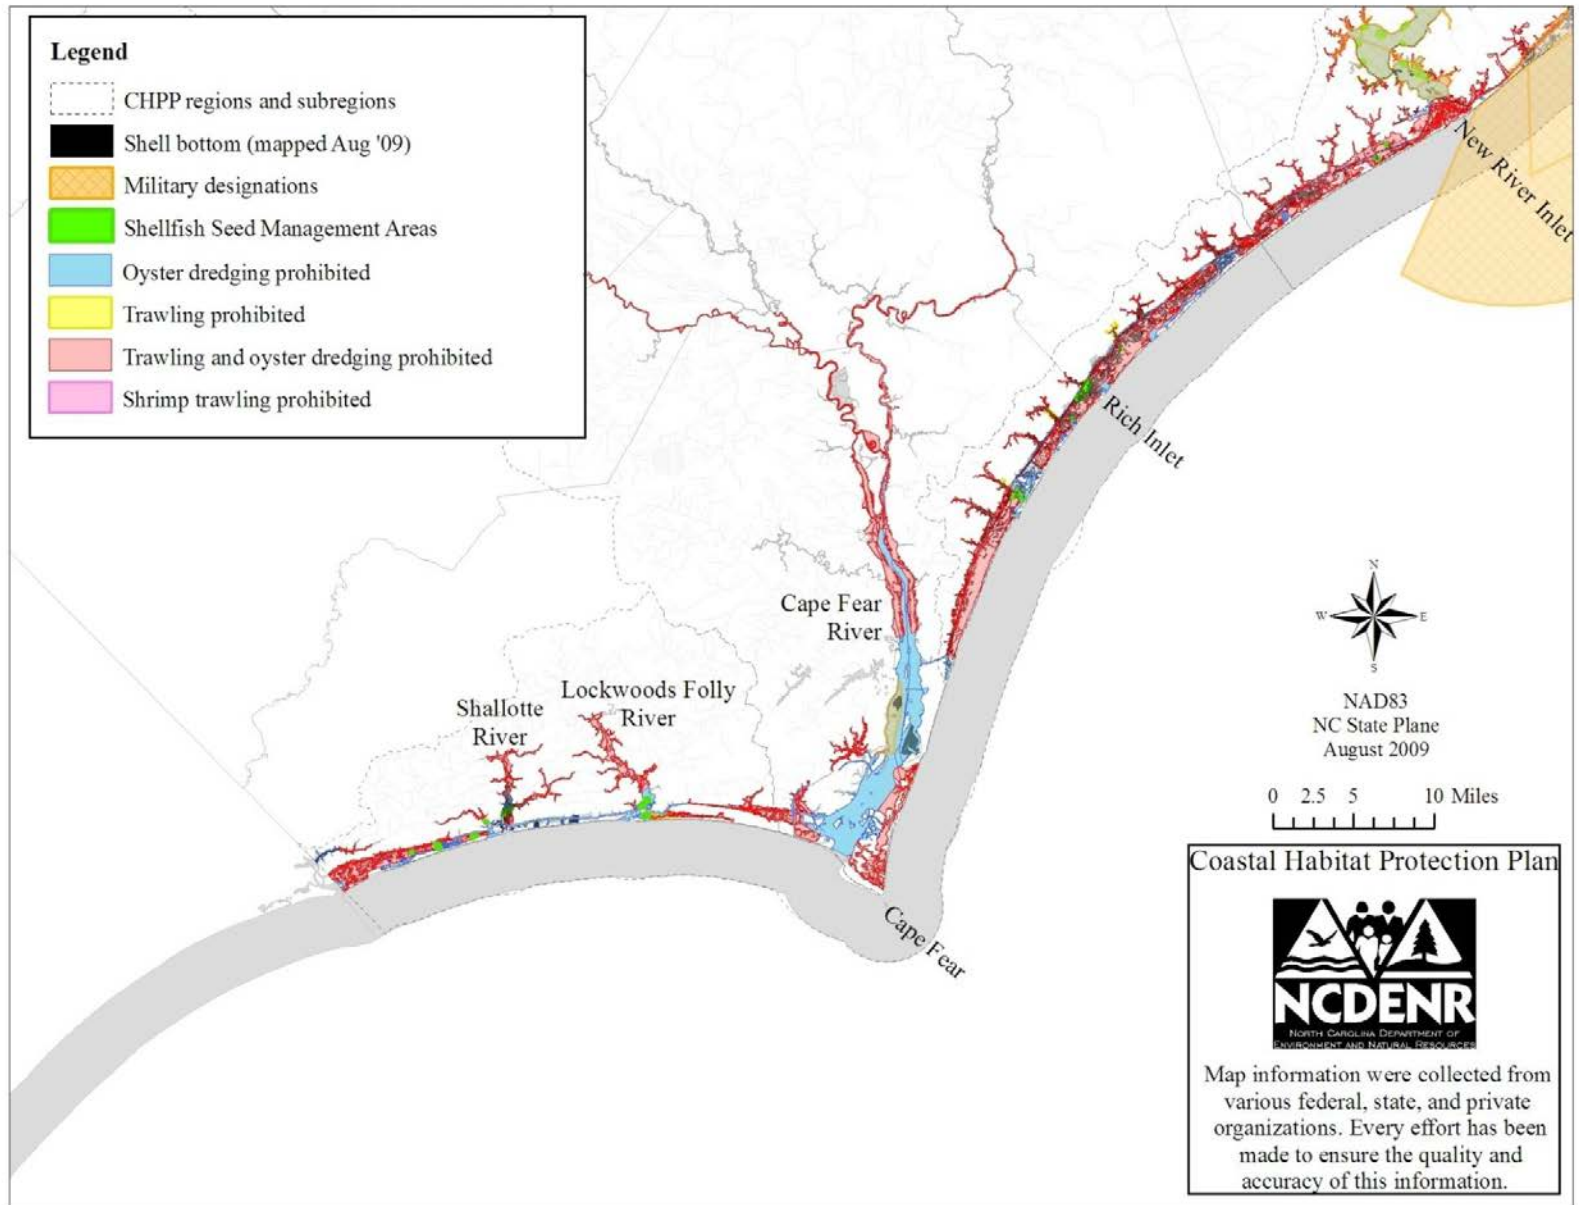 Legend
CHPP regions and subregions
Shell bottom (mapped Aug '09)
Military designations
Shellfish Seed Management Areas
Oyster dredging prohibited
Trawling prohibited
Trawling and oyster dredging prohibited
Shrimp trawling prohibited
New River Inlet
Rich Inlet
Cape Fear
River
Lockwoods Folly
River
Shallotte
River
Cape Fear
N
W
E
S
NAD83
NC State Plane
August 2009
0 2.5 5 10 Miles
Coastal Habitat Protection Plan
NCDENR
NORTH CAROLINA DEPARTMENT OF
ENVIRONMENT AND NATURAL RESOURCES
Map information were collected from
various federal, state, and private
organizations. Every effort has been
made to ensure the quality and
accuracy of this information.